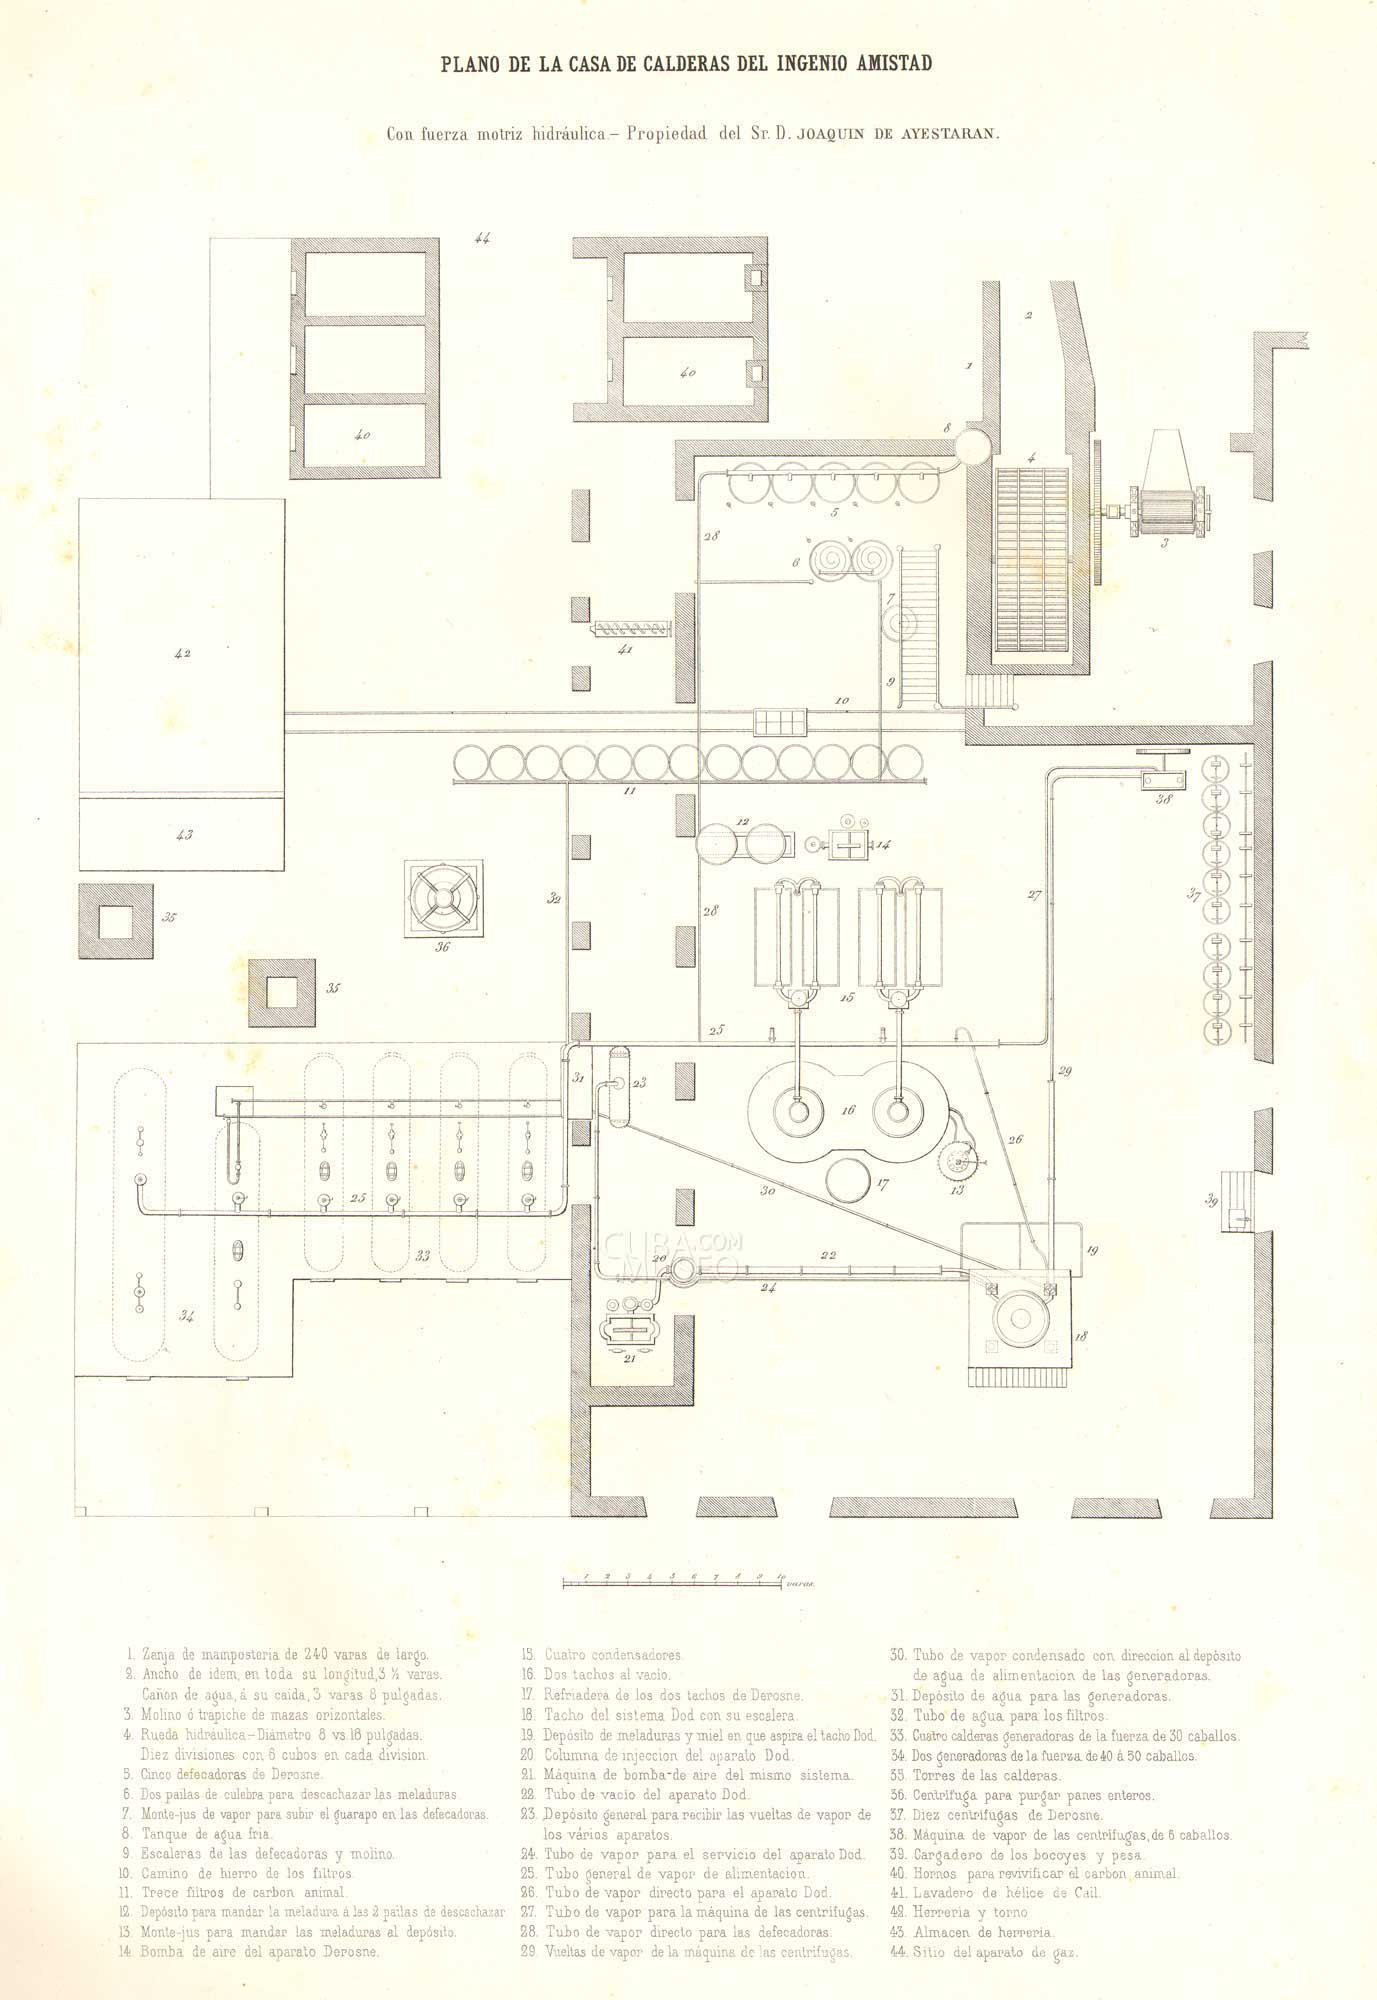 PLANO DE LA CASA DE CALDERAS DEL INGENIO AMISTAD
Con fuerza motriz hidráulica.– Propiedad del Sr. D. JOAQUIN DE AYESTARAN.
44
2
1
40
40
8
4
5
3
28
6
7
41
42
9
10
11
38
12
43
14
37
32
27
35
28
36
15
35
25
29
31
23
16
26
30
17
13
25
39
CUBA.COM
MUSEO
33
20
22
19
24
34
18
21
1 2 3 4 5 6 7 8 9 10 varas.
1. Zanja de mamposteria de 240 varas de largo.
2. Ancho de idem, en toda su longitud, 3 ½ varas.
Cañon de agua, á su caida, 3 varas 8 pulgadas.
3. Molino ó trapiche de mazas orizontales.
4. Rueda hidráulica.–Diámetro 8 vs. 18 pulgadas.
Diez divisiones con 6 cubos en cada division.
5. Cinco defecadoras de Derosne.
6. Dos pailas de culebra para descachazar las meladuras.
7. Monte-jus de vapor para subir el guarapo en las defecadoras.
8. Tanque de agua fria.
9. Escaleras de las defecadoras y molino.
10. Camino de hierro de los filtros.
11. Trece filtros de carbon animal.
12. Depósito para mandar la meladura á las 2 pailas de descachazar
13. Monte-jus para mandar las meladuras al depósito.
14. Bomba de aire del aparato Derosne.
15. Cuatro condensadores.
16. Dos tachos al vacio.
17. Refriadera de los dos tachos de Derosne.
18. Tacho del sistema Dod con su escalera.
19. Depósito de meladuras y miel en que aspira el tacho Dod.
20. Columna de injeccion del aparato Dod.
21. Máquina de bomba-de aire del mismo sistema.
22. Tubo de vacio del aparato Dod.
23. Depósito general para recibir las vueltas de vapor de
los vários aparatos.
24. Tubo de vapor para el servicio del aparato Dod.
25. Tubo general de vapor de alimentacion.
26. Tubo de vapor directo para el aparato Dod.
27. Tubo de vapor para la máquina de las centrifugas.
28. Tubo de vapor directo para las defecadoras.
29. Vueltas de vapor de la máquina de las centrifugas.
30. Tubo de vapor condensado con direccion al depósito
de agua de alimentacion de las generadoras.
31. Depósito de agua para las generadoras.
32. Tubo de agua para los filtros.
33. Cuatro calderas generadoras de la fuerza de 30 caballos.
34. Dos generadoras de la fuerza de 40 á 50 caballos.
35. Torres de las calderas.
36. Centrífuga para purgar panes enteros.
37. Diez centrífugas de Derosne.
38. Máquina de vapor de las centrífugas, de 6 caballos.
39. Cargadero de los bocoyes y pesa.
40. Hornos para revivificar el carbon animal.
41. Lavadero de hélice de Cail.
42. Herreria y torno
43. Almacen de herreria.
44. Sitio del aparato de gaz.